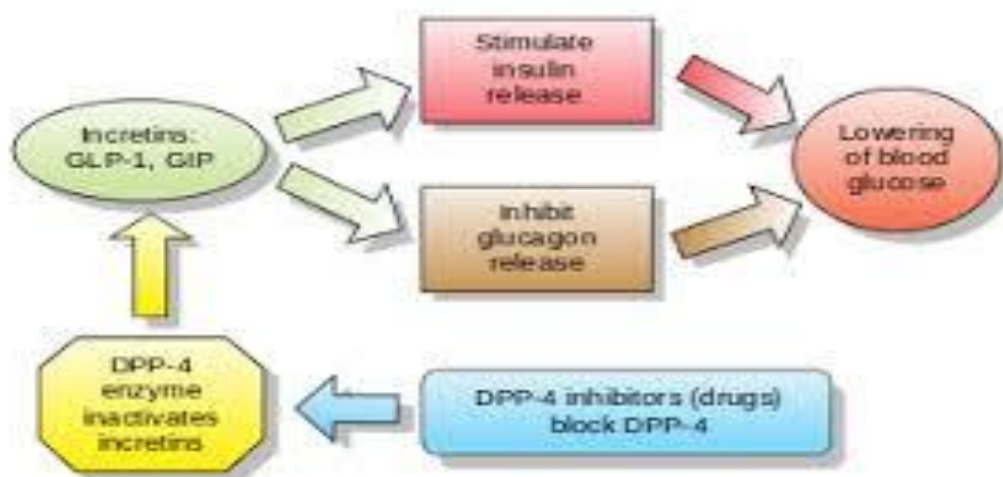 Stimulate
insulin
release
Incretins:
GLP-1, GIP
Lowering
of blood
glucose
Inhibit
glucagon
release
DPP-4
enzyme
inactivates
incretins
DPP-4 inhibitors (drugs)
block DPP-4